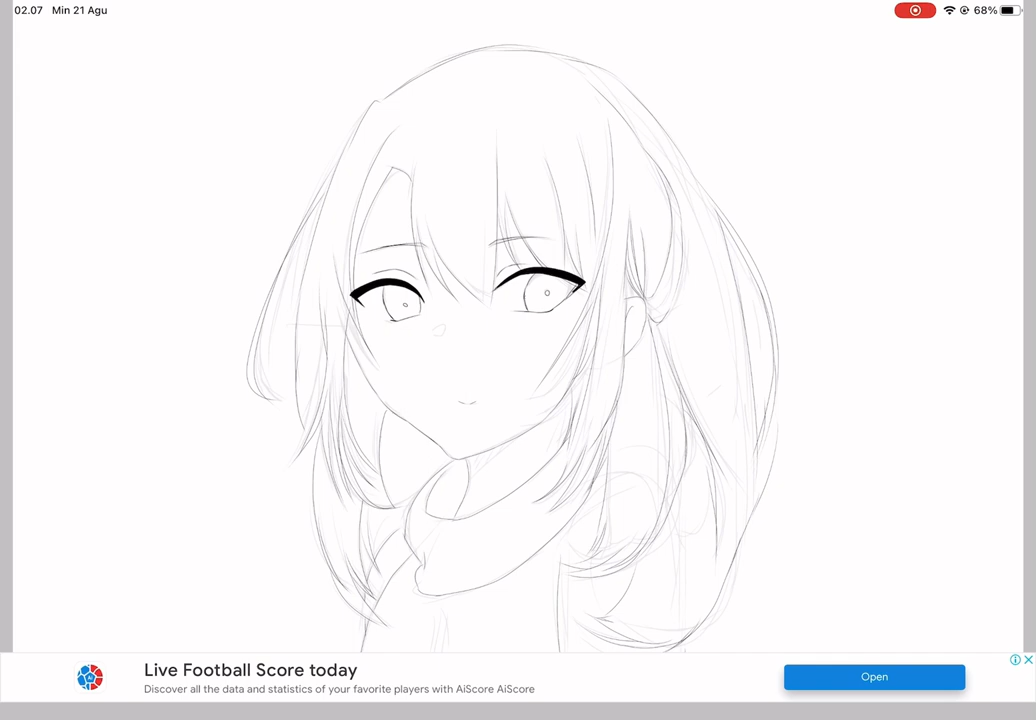 02.07 Min 21 Agu
68%
Live Football Score today
Discover all the data and statistics of your favorite players with AiScore AiScore
Open